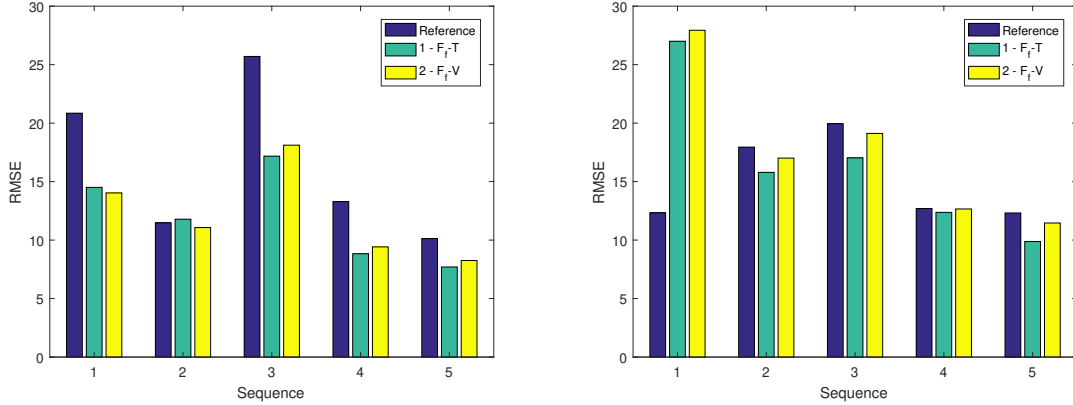 30
25
20
15
10
5
0
RMSE
1 2 3 4 5
Sequence
Reference
1 - F_f-T
2 - F_f-V
30
25
20
15
10
5
0
RMSE
1 2 3 4 5
Sequence
Reference
1 - F_f-T
2 - F_f-V